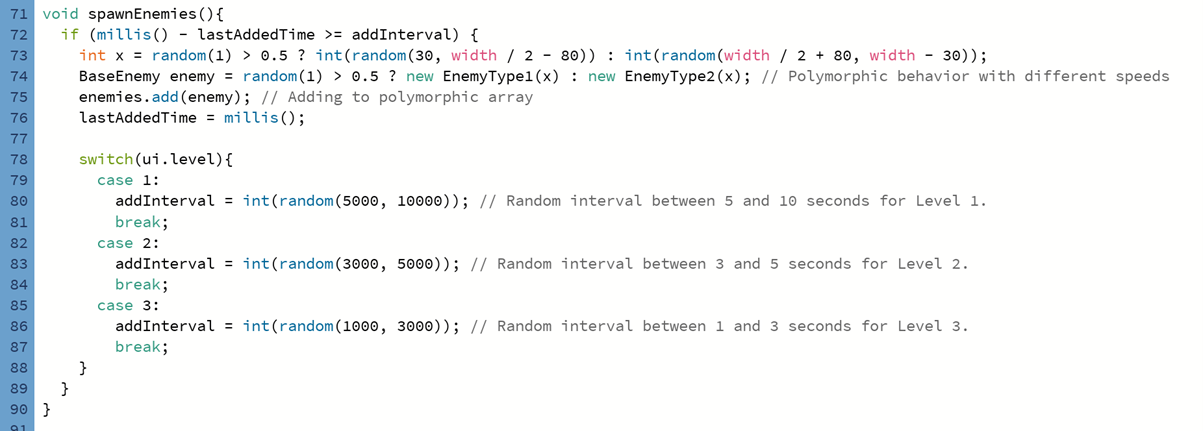 71 void spawnEnemies(){
72   if (millis() - lastAddedTime >= addInterval) {
73     int x = random(1) > 0.5 ? int(random(30, width / 2 - 80)) : int(random(width / 2 + 80, width - 30));
74     BaseEnemy enemy = random(1) > 0.5 ? new EnemyType1(x) : new EnemyType2(x); // Polymorphic behavior with different speeds
75     enemies.add(enemy); // Adding to polymorphic array
76     lastAddedTime = millis();
77
78     switch(ui.level){
79       case 1:
80         addInterval = int(random(5000, 10000)); // Random interval between 5 and 10 seconds for Level 1.
81         break;
82       case 2:
83         addInterval = int(random(3000, 5000)); // Random interval between 3 and 5 seconds for Level 2.
84         break;
85       case 3:
86         addInterval = int(random(1000, 3000)); // Random interval between 1 and 3 seconds for Level 3.
87         break;
88     }
89   }
90 }
91